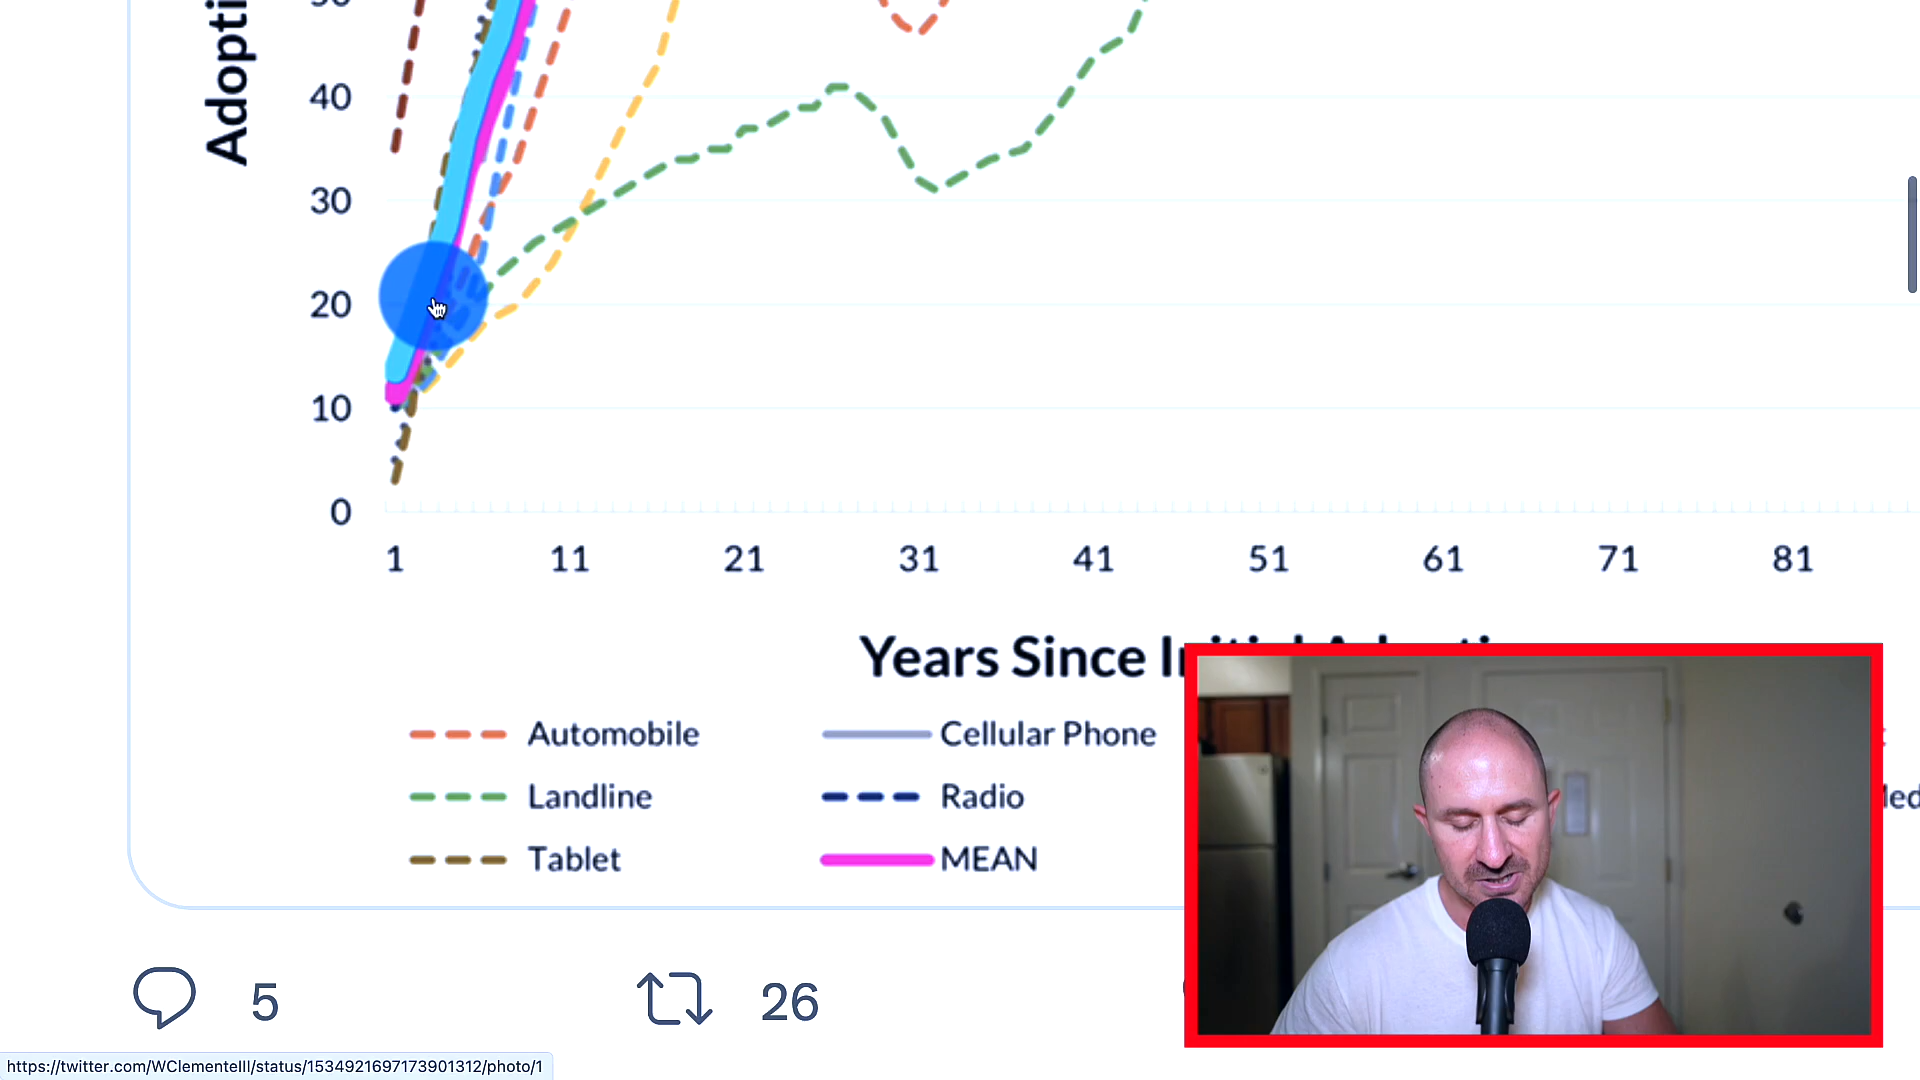 Adopti
40
30
20
10
0
1 11 21 31 41 51 61 71 81
Years Since
Automobile Cellular Phone
Landline Radio
Tablet MEAN
5 26
https://twitter.com/WClementeIII/status/1534921697173901312/photo/1